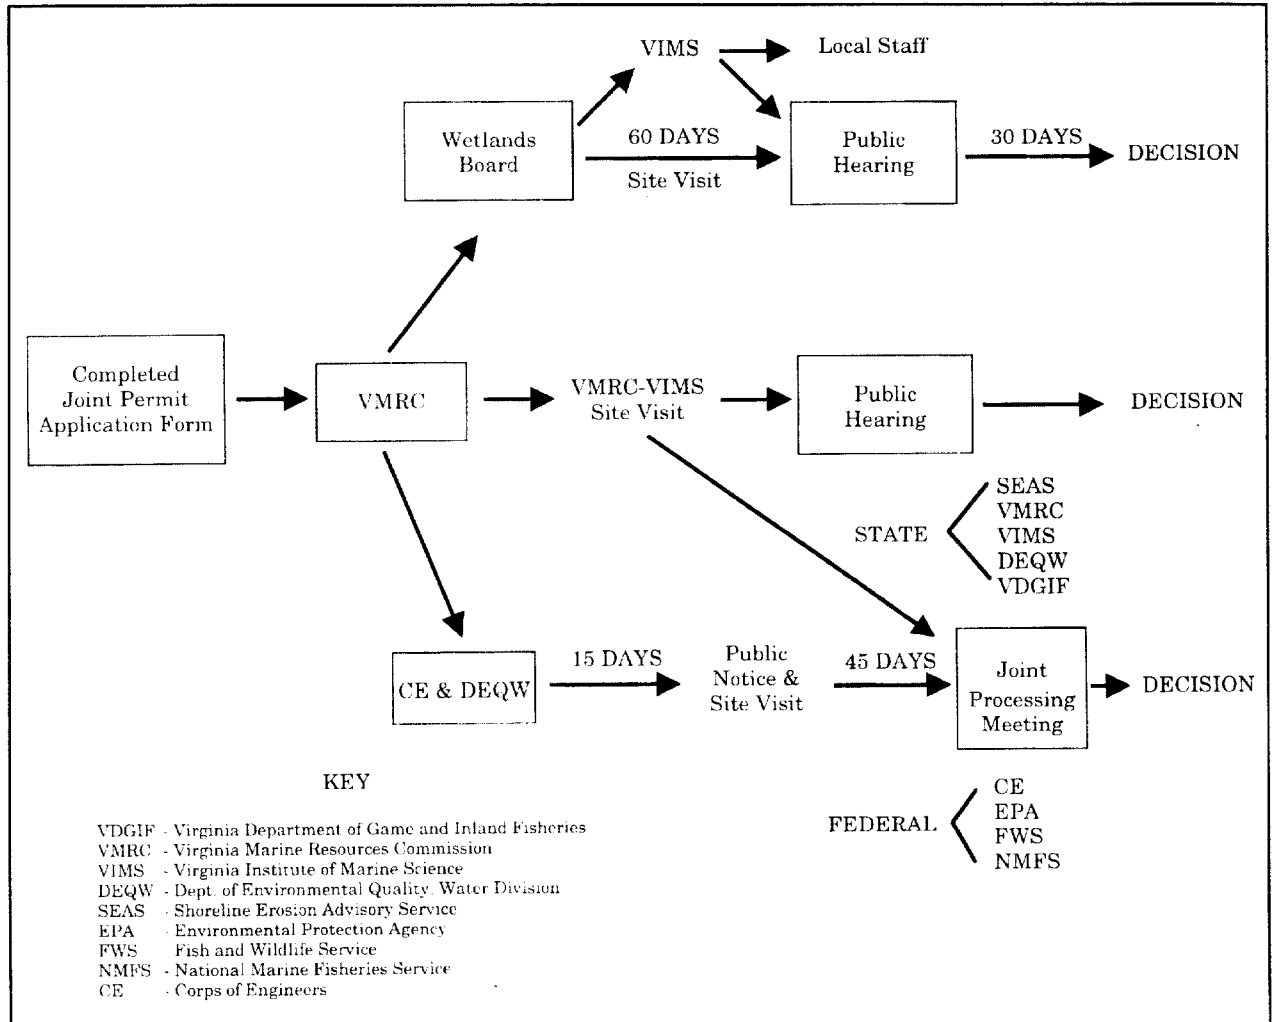 VIMS
Local Staff
Wetlands
Board
60 DAYS
Site Visit
Public
Hearing
30 DAYS
DECISION
Completed
Joint Permit
Application Form
VMRC
VMRC-VIMS
Site Visit
Public
Hearing
DECISION
STATE
SEAS
VMRC
VIMS
DEQW
VDGIF
CE & DEQW
15 DAYS
Public
Notice &
Site Visit
45 DAYS
Joint
Processing
Meeting
DECISION
KEY
VDGIF - Virginia Department of Game and Inland Fisheries
VMRC - Virginia Marine Resources Commission
VIMS - Virginia Institute of Marine Science
DEQW - Dept. of Environmental Quality, Water Division
SEAS - Shoreline Erosion Advisory Service
EPA - Environmental Protection Agency
FWS Fish and Wildlife Service
NMFS - National Marine Fisheries Service
CE - Corps of Engineers
FEDERAL
CE
EPA
FWS
NMFS